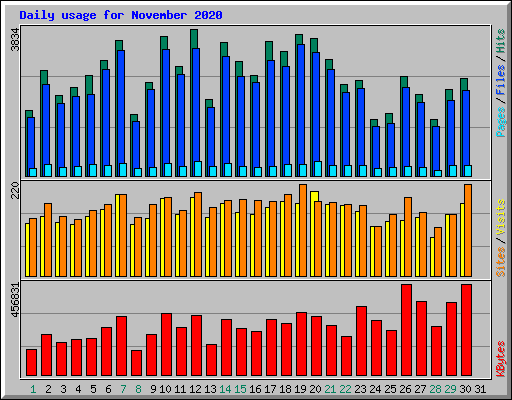 Daily usage for November 2020
3834
Pages / Files / Hits
220
Sites / Visits
456831
KBytes
1 2 3 4 5 6 7 8 9 10 11 12 13 14 15 16 17 18 19 20 21 22 23 24 25 26 27 28 29 30 31